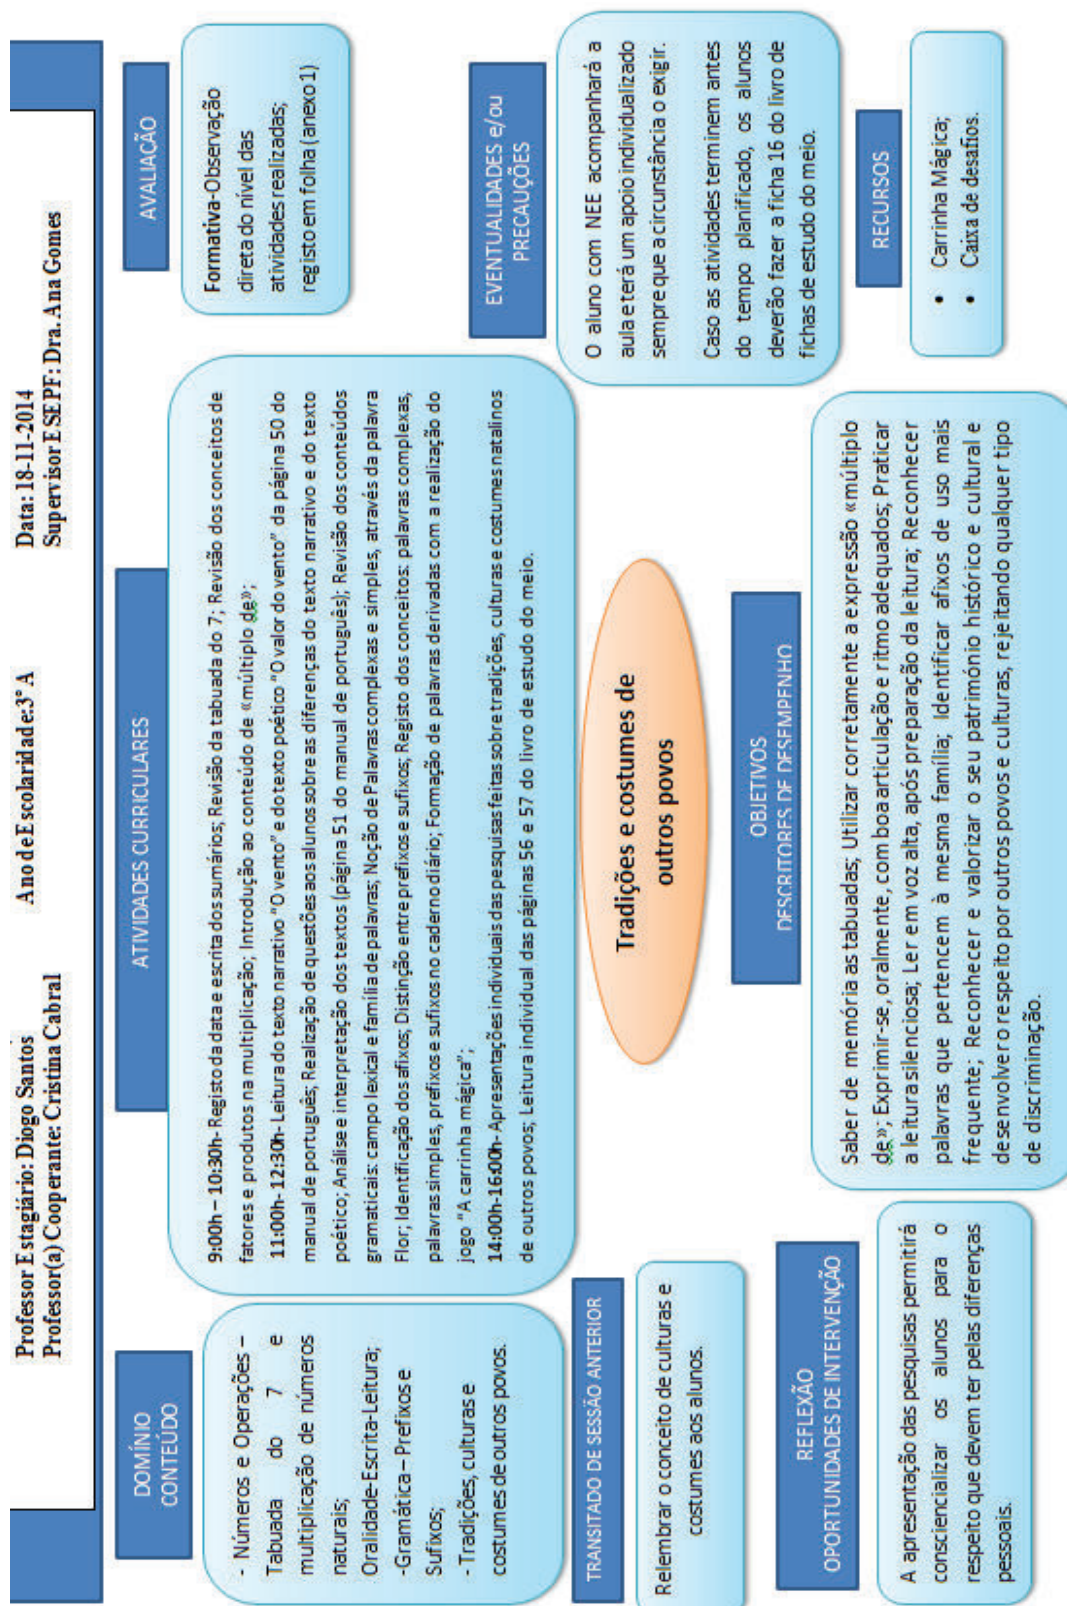 Professor Estagiário: Diogo Santos
Ano de Escolaridade: 3º A
Data: 18-11-2014
Professor(a) Cooperante: Cristina Cabral
Supervisor ESEPF: Dra. Ana Gomes
DOMÍNIO
CONTEÚDO
- Números e Operações –
Tabuada do 7 e
multiplicação de números
naturais;
Oralidade-Escrita-Leitura;
-Gramática – Prefixos e
Sufixos;
- Tradições, culturas e
costumes de outros povos.
ATIVIDADES CURRICULARES
9:00h – 10:30h- Registo da data e escrita dos sumários; Revisão da tabuada do 7; Revisão dos conceitos de
fatores e produtos na multiplicação; Introdução ao conteúdo de «múltiplo de»;
11:00h- 12:30h- Leitura do texto narrativo "O vento" e do texto poético "O valor do vento" da página 50 do
manual de português; Realização de questões aos alunos sobre as diferenças do texto narrativo e do texto
poético; Análise e interpretação dos textos (página 51 do manual de português); Revisão dos conteúdos
gramaticais: campo lexical e família de palavras; Noção de Palavras complexas e simples, através da palavra
Flor; Identificação dos afixos; Distinção entre prefixos e sufixos; Registo dos conceitos: palavras complexas,
palavras simples, prefixos e sufixos no caderno diário; Formação de palavras derivadas com a realização do
jogo "A carrinha mágica";
14:00h-16:00h- Apresentações individuais das pesquisas feitas sobre tradições, culturas e costumes natalinos
de outros povos; Leitura individual das páginas 56 e 57 do livro de estudo do meio.
AVALIAÇÃO
Formativa-Observação
direta do nível das
atividades realizadas;
registo em folha (anexo 1)
TRANSITADO DE SESSÃO ANTERIOR
Relembrar o conceito de culturas e
costumes aos alunos.
Tradições e costumes de
outros povos
EVENTUALIDADES e/ou
PRECAUÇÕES
O aluno com NEE acompanhará a
aula e terá um apoio individualizado
sempre que a circunstância o exigir.
Caso as atividades terminem antes
do tempo planificado, os alunos
deverão fazer a ficha 16 do livro de
fichas de estudo do meio.
REFLEXÃO
OPORTUNIDADES DE INTERVENÇÃO
A apresentação das pesquisas permitirá
consciencializar os alunos para o
respeito que devem ter pelas diferenças
pessoais.
OBJETIVOS
DESCRITORES DE DESEMPENHO
Saber de memória as tabuadas; Utilizar corretamente a expressão «múltiplo
de»; Exprimir-se, oralmente, com boa articulação e ritmo adequados; Praticar
a leitura silenciosa; Ler em voz alta, após preparação da leitura; Reconhecer
palavras que pertencem à mesma família; Identificar afixos de uso mais
frequente; Reconhecer e valorizar o seu património histórico e cultural e
desenvolver o respeito por outros povos e culturas, rejeitando qualquer tipo
de discriminação.
RECURSOS
• Carrinha Mágica;
• Caixa de desafios.